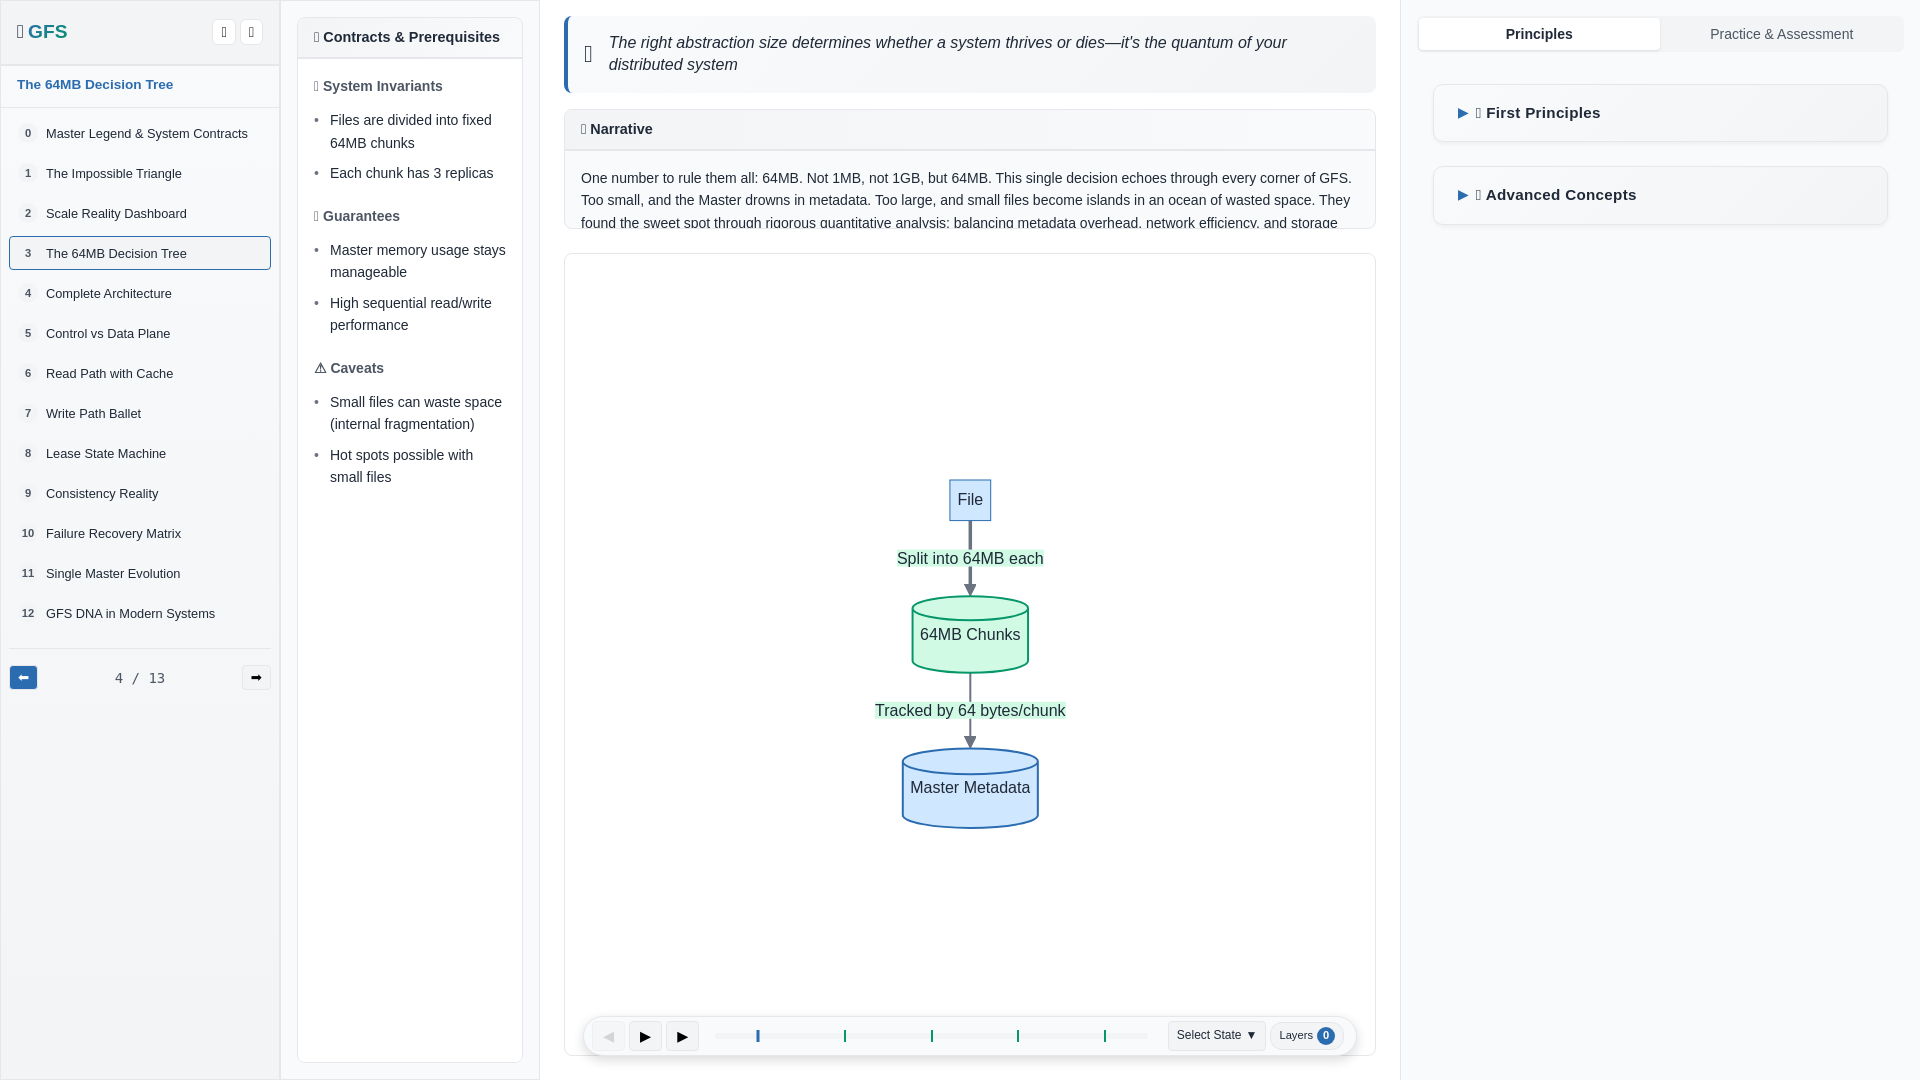 GFS
The 64MB Decision Tree
0 Master Legend & System Contracts
1 The Impossible Triangle
2 Scale Reality Dashboard
3 The 64MB Decision Tree
4 Complete Architecture
5 Control vs Data Plane
6 Read Path with Cache
7 Write Path Ballet
8 Lease State Machine
9 Consistency Reality
10 Failure Recovery Matrix
11 Single Master Evolution
12 GFS DNA in Modern Systems
4 / 13
Contracts & Prerequisites
System Invariants
• Files are divided into fixed
64MB chunks
• Each chunk has 3 replicas
Guarantees
• Master memory usage stays
manageable
• High sequential read/write
performance
⚠ Caveats
• Small files can waste space
(internal fragmentation)
• Hot spots possible with
small files
The right abstraction size determines whether a system thrives or dies—it's the quantum of your
distributed system
Narrative
One number to rule them all: 64MB. Not 1MB, not 1GB, but 64MB. This single decision echoes through every corner of GFS.
Too small, and the Master drowns in metadata. Too large, and small files become islands in an ocean of wasted space. They
found the sweet spot through rigorous quantitative analysis: balancing metadata overhead, network efficiency, and storage
File
Split into 64MB each
64MB Chunks
Tracked by 64 bytes/chunk
Master Metadata
Select State ▼
Layers 0
Principles
Practice & Assessment
▶ First Principles
▶ Advanced Concepts